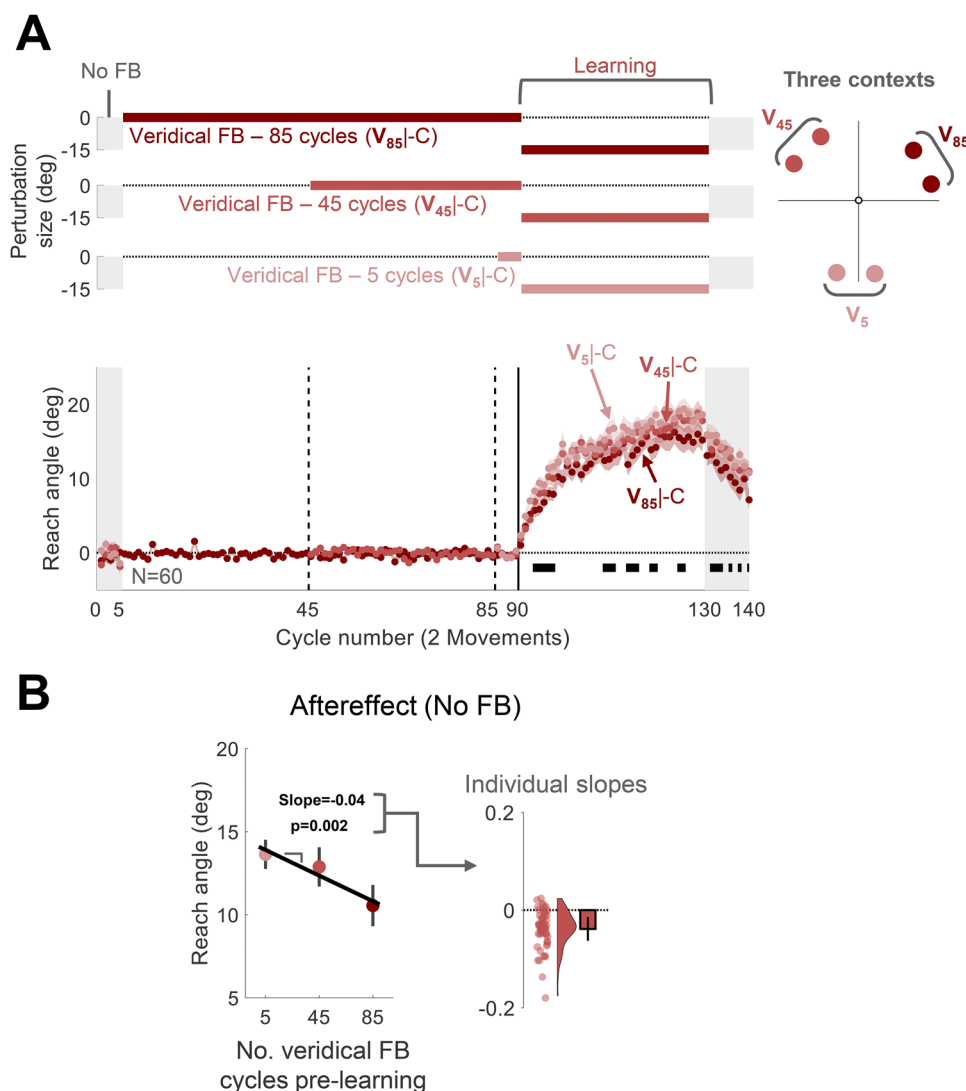 A
No FB
Learning
Three contexts
Perturbation
size (deg)
0
-15
Veridical FB – 85 cycles (V85|-C)
0
-15
Veridical FB – 45 cycles (V45|-C)
0
-15
Veridical FB – 5 cycles (V5|-C)
V45
V85
V5
Reach angle (deg)
20
10
0
V5|-C
V45|-C
V85|-C
N=60
0 5 45 85 90 130 140
Cycle number (2 Movements)
B
Aftereffect (No FB)
Reach angle (deg)
20
15
10
5
Slope=-0.04
p=0.002
5 45 85
No. veridical FB
cycles pre-learning
Individual slopes
0.2
0
-0.2